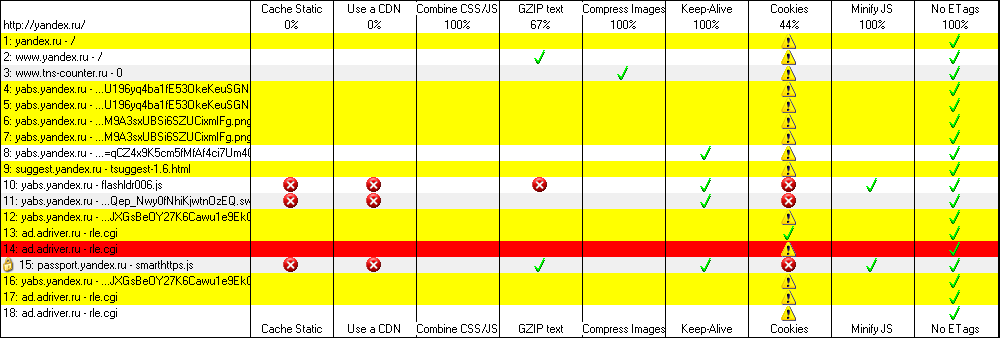 Cache Static Use a CDN Combine CSS/JS GZIP text Compress Images Keep-Alive Cookies Minify JS No ETags
http://yandex.ru/ 0% 0% 100% 67% 100% 100% 44% 100% 100%
1: yandex.ru - /
2: www.yandex.ru - /
3: www.tns-counter.ru - 0
4: yabs.yandex.ru - ...U196yq4ba1fE53OkeKeuSGN
5: yabs.yandex.ru - ...U196yq4ba1fE53OkeKeuSGN
6: yabs.yandex.ru - ...M9A3sxUBSi6SZUCixmIFg.png
7: yabs.yandex.ru - ...M9A3sxUBSi6SZUCixmIFg.png
8: yabs.yandex.ru - ...=qCZ4x9K5cm5fMfAf4ci7Um4
9: suggest.yandex.ru - tsuggest-1.6.html
10: yabs.yandex.ru - flashldr006.js
11: yabs.yandex.ru - ...Qep_Nwy0fNhiKjwtnOzEQ.sw
12: yabs.yandex.ru - ...JXGsBeOY27K6Cawu1e9Ek
13: ad.adriver.ru - rle.cgi
14: ad.adriver.ru - rle.cgi
15: passport.yandex.ru - smarthttps.js
16: yabs.yandex.ru - ...JXGsBeOY27K6Cawu1e9Ek
17: ad.adriver.ru - rle.cgi
18: ad.adriver.ru - rle.cgi
Cache Static Use a CDN Combine CSS/JS GZIP text Compress Images Keep-Alive Cookies Minify JS No ETags